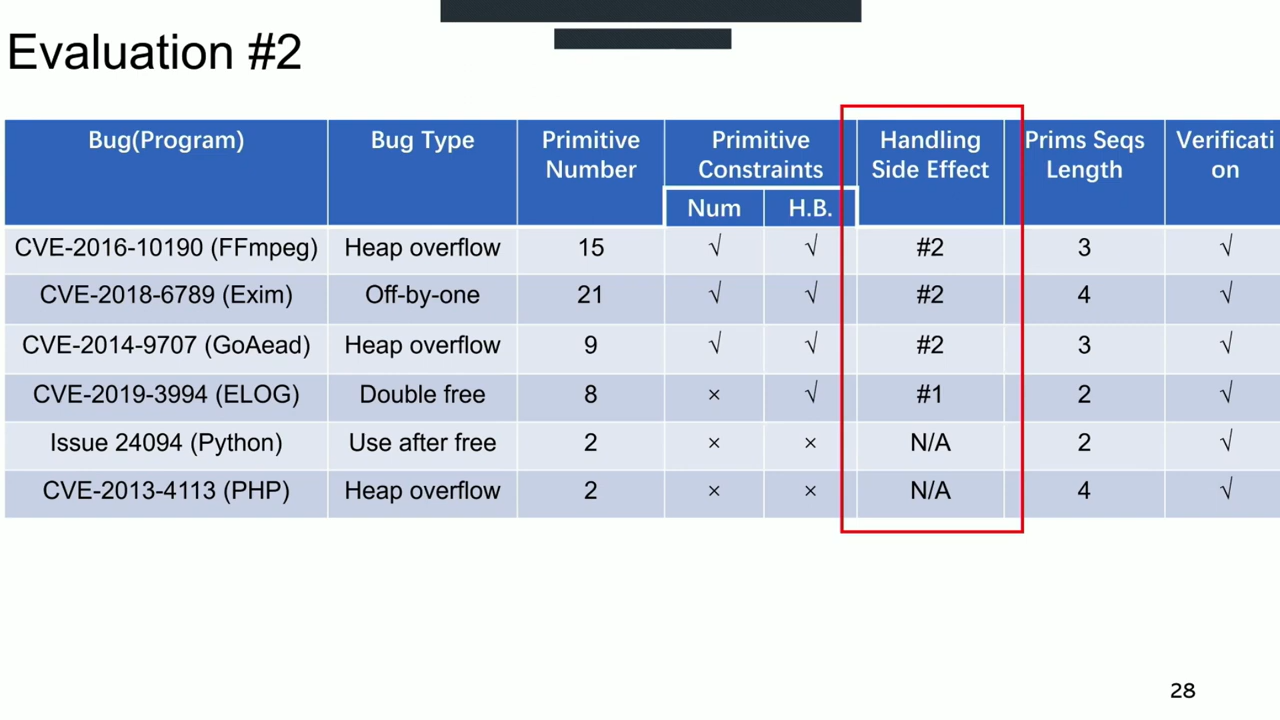 Evaluation #2
Bug(Program) Bug Type Primitive Number Primitive Constraints Handling Side Effect Prims Seqs Length Verificati on
Num H.B.
CVE-2016-10190 (FFmpeg) Heap overflow 15 √ √ #2 3 √
CVE-2018-6789 (Exim) Off-by-one 21 √ √ #2 4 √
CVE-2014-9707 (GoAead) Heap overflow 9 √ √ #2 3 √
CVE-2019-3994 (ELOG) Double free 8 × √ #1 2 √
Issue 24094 (Python) Use after free 2 × × N/A 2 √
CVE-2013-4113 (PHP) Heap overflow 2 × × N/A 4 √
28